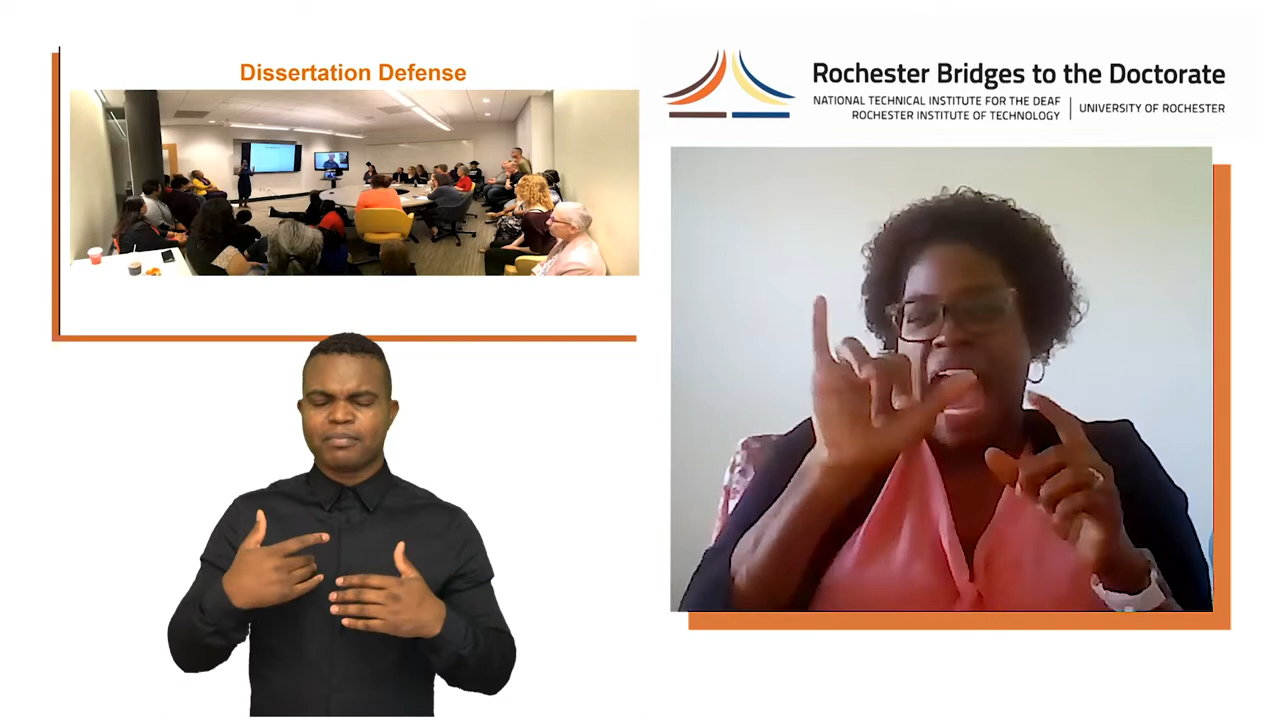 Dissertation Defense
Rochester Bridges to the Doctorate
NATIONAL TECHNICAL INSTITUTE FOR THE DEAF
ROCHESTER INSTITUTE OF TECHNOLOGY
UNIVERSITY OF ROCHESTER